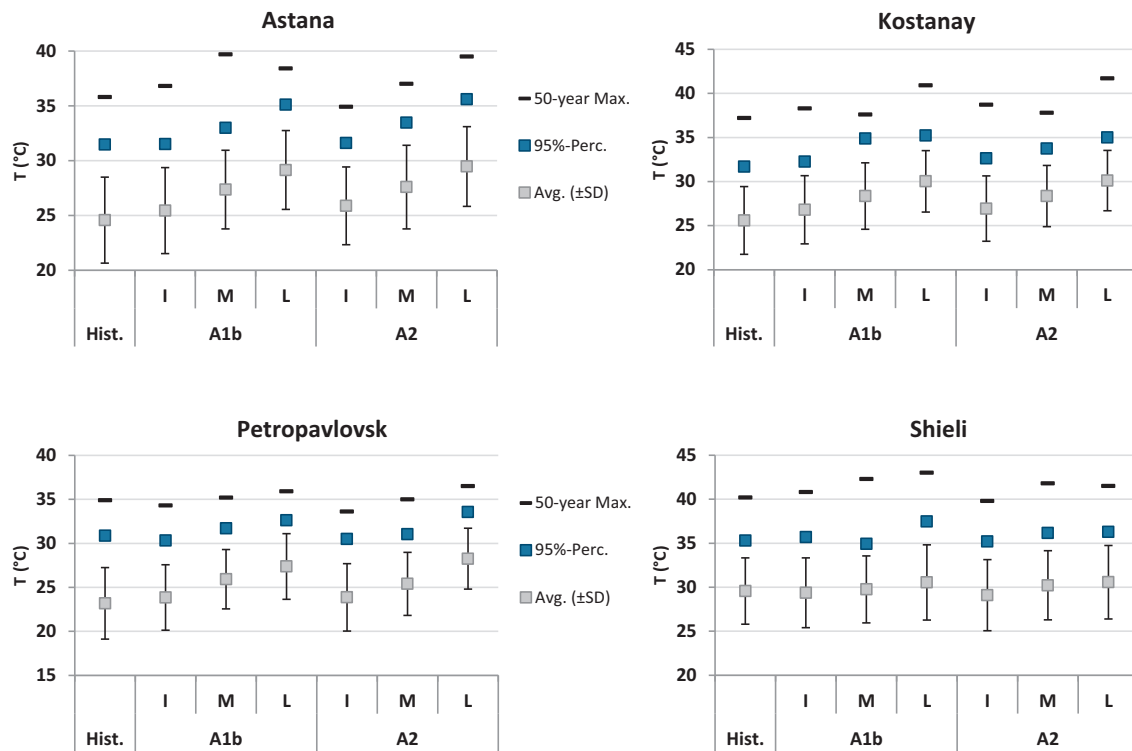 Astana
40
35
30
25
20
T (°C)
I M L I M L
Hist. A1b A2
50-year Max.
95%-Perc.
Avg. (±SD)
Kostanay
45
40
35
30
25
20
T (°C)
I M L I M L
Hist. A1b A2
Petropavlovsk
40
35
30
25
20
15
T (°C)
I M L I M L
Hist. A1b A2
50-year Max.
95%-Perc.
Avg. (±SD)
Shieli
45
40
35
30
25
20
T (°C)
I M L I M L
Hist. A1b A2